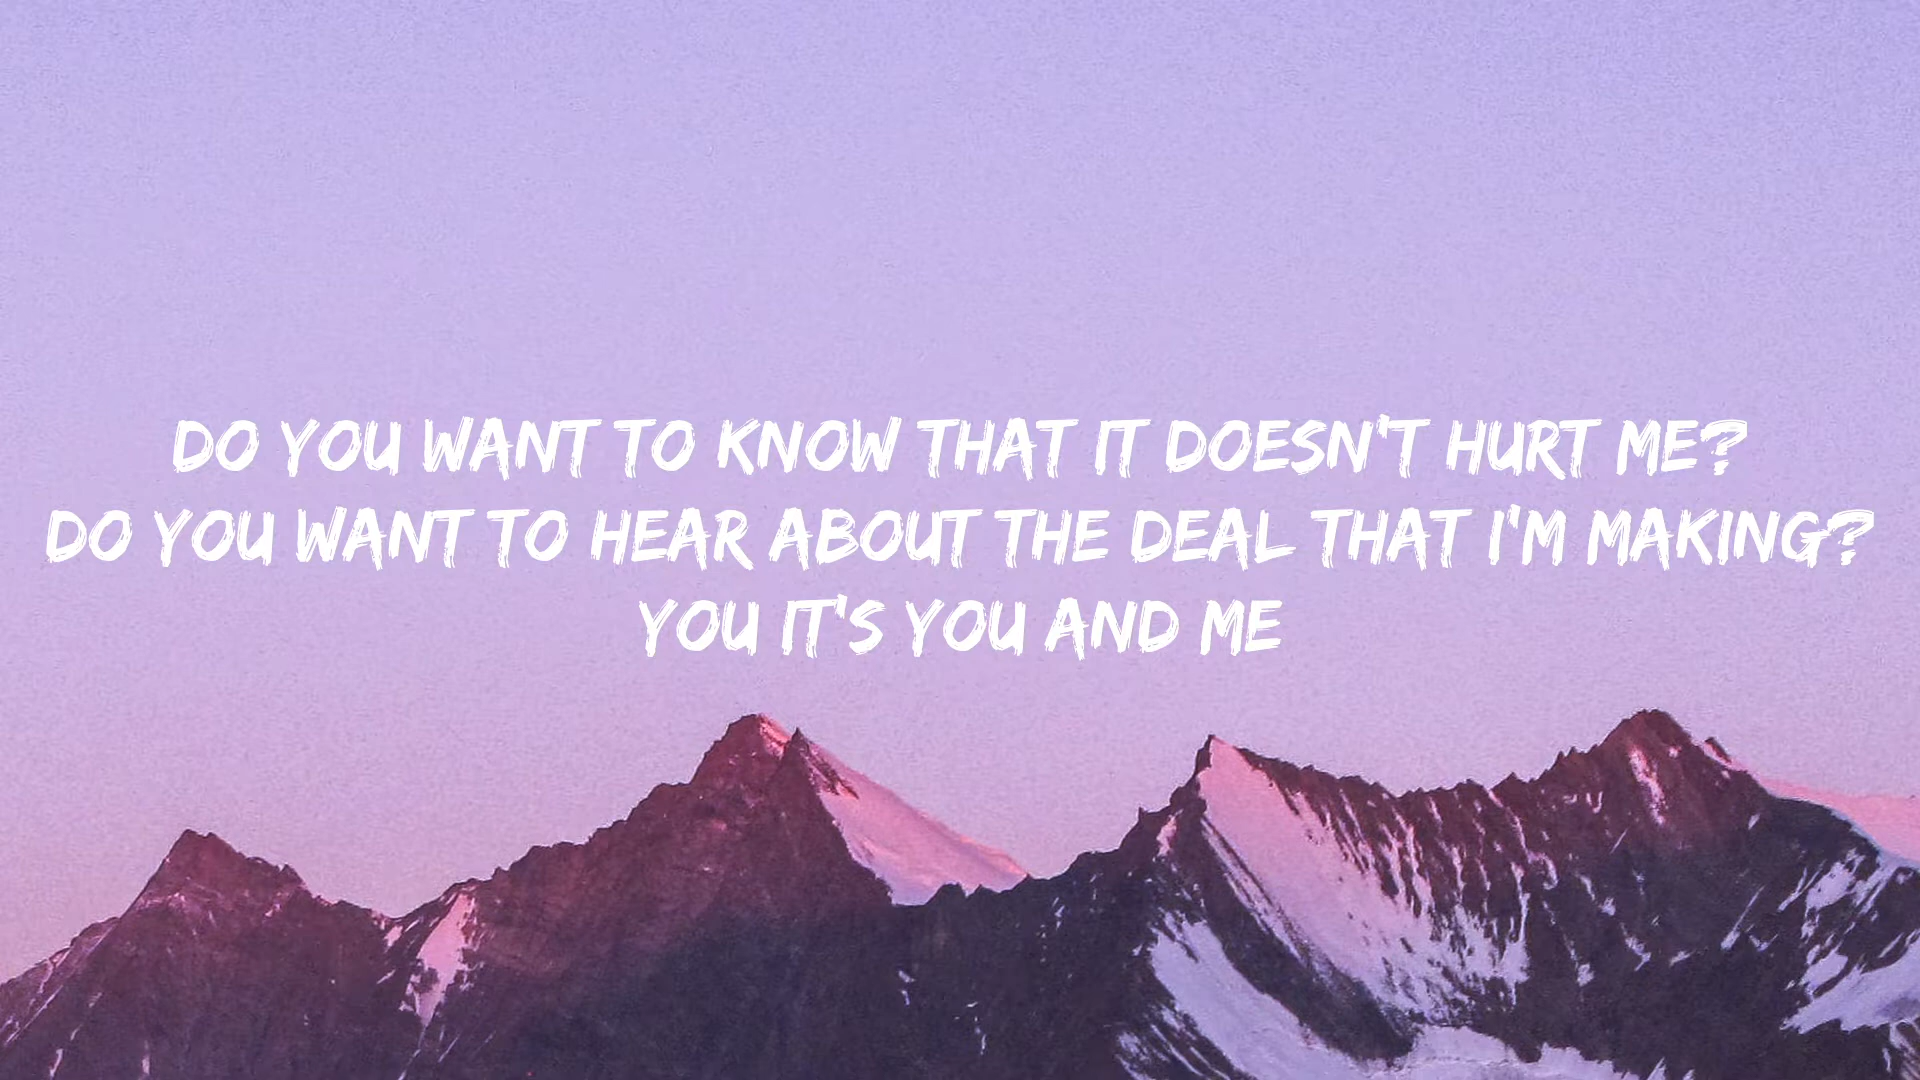 DO YOU WANT TO KNOW THAT IT DOESN'T HURT ME?
DO YOU WANT TO HEAR ABOUT THE DEAL THAT I'M MAKING?
YOU IT'S YOU AND ME